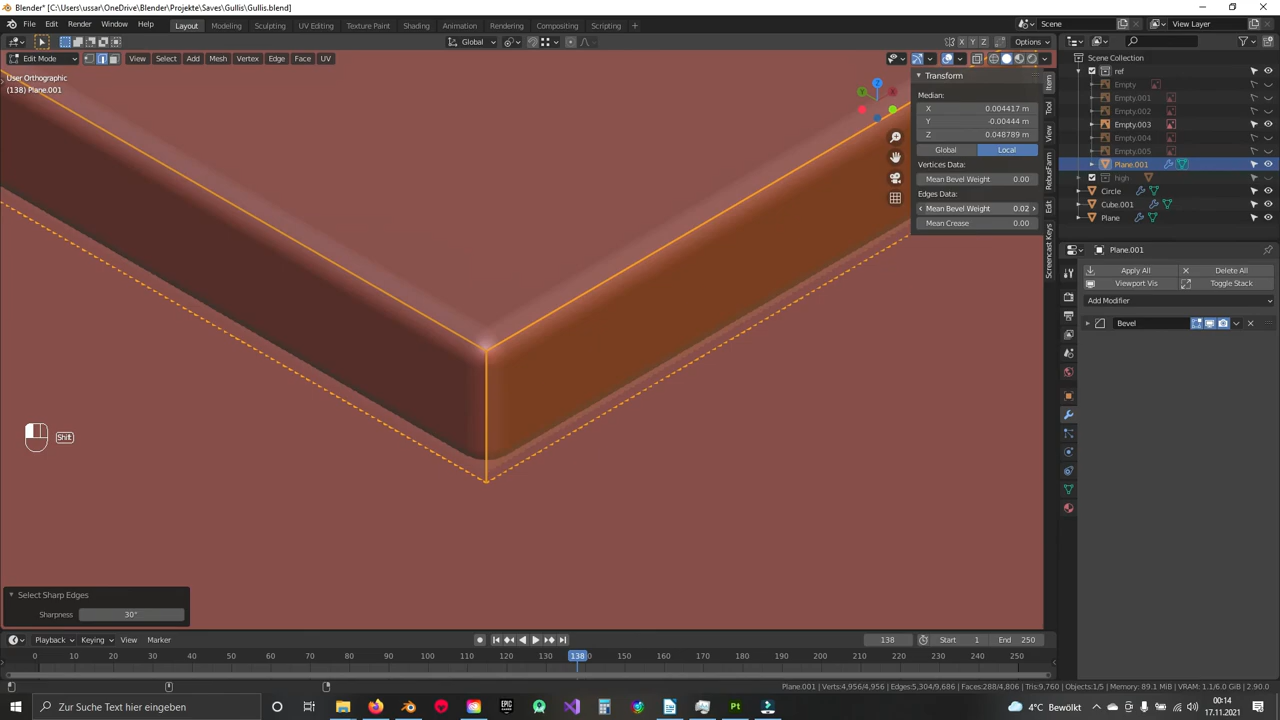 Blender* [C:\Users\ussar\OneDrive\Blender\Projekte\Saves\Gullis\Gullis.blend]
File Edit Render Window Help Layout Modeling Sculpting UV Editing Texture Paint Shading Animation Rendering Compositing Scripting + Scene View Layer
Global Options
Edit Mode View Select Add Mesh Vertex Edge Face UV
X Y Z
User Orthographic
(138) Plane.001
Z
Y
X
Transform
Median:
X 0.004417 m
Y -0.00444 m
Z 0.048789 m
Global Local
Vertices Data:
Mean Bevel Weight 0.00
Edges Data:
Mean Bevel Weight 0.02
Mean Crease 0.00
Item
Tool
View
RebusFarm
Edit
Screencast Keys
Scene Collection
ref
Empty
Empty.001
Empty.002
Empty.003
Empty.004
Empty.005
Plane.001
high
Circle
Cube.001
Plane
Plane.001
Apply All Delete All
Viewport Vis Toggle Stack
Add Modifier
Bevel
Shift
Select Sharp Edges
Sharpness 30°
Playback Keying View Marker 138 Start 1 End 250
0 10 20 30 40 50 60 70 80 90 100 110 120 130 138 150 160 170 180 190 200 210 220 230 240 250
Plane.001 | Verts:4,956/4,956 | Edges:5,304/9,686 | Faces:288/4,806 | Tris:9,760 | Objects:1/5 | Memory: 89.1 MiB | VRAM: 1.1/6.0 GiB | 2.90.0
Zur Suche Text hier eingeben
EPIC
Pt
4°C Bewölkt
00:14
17.11.2021